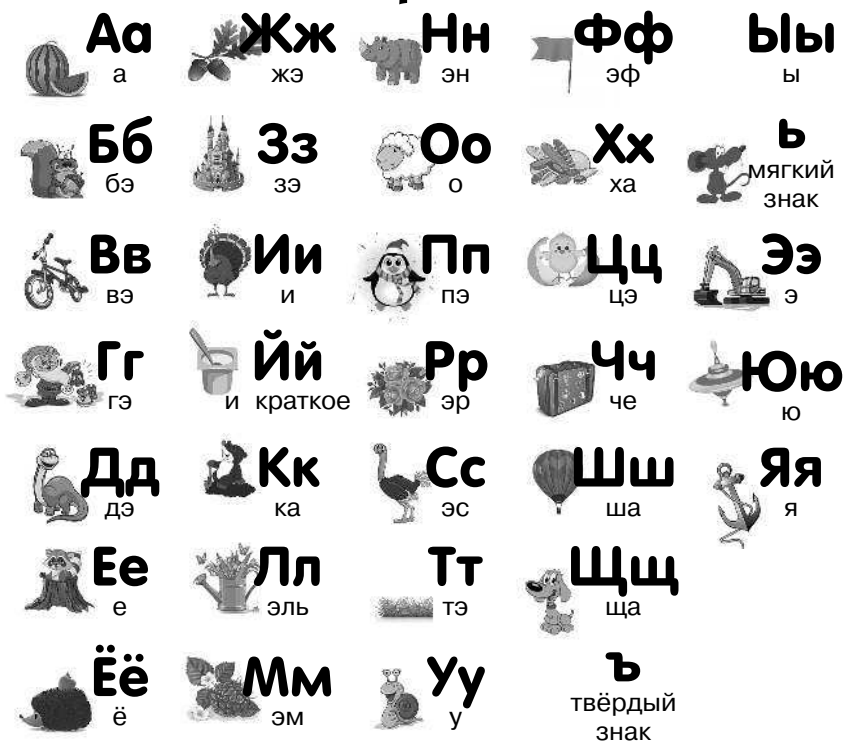 Аа
а
Бб
бэ
Вв
вэ
Гг
гэ
Дд
дэ
Ее
е
Ёё
ё
Жж
жэ
Зз
зэ
Ии
и
Йй
и краткое
Кк
ка
Лл
эль
Мм
эм
Нн
эн
Оо
о
Пп
пэ
Рр
эр
Сс
эс
Тт
тэ
Уу
у
Фф
эф
Хх
ха
Цц
цэ
Чч
че
Шш
ша
Щщ
ща
ъ
твёрдый
знак
Ыы
ы
ь
мягкий
знак
Ээ
э
Юю
ю
Яя
я